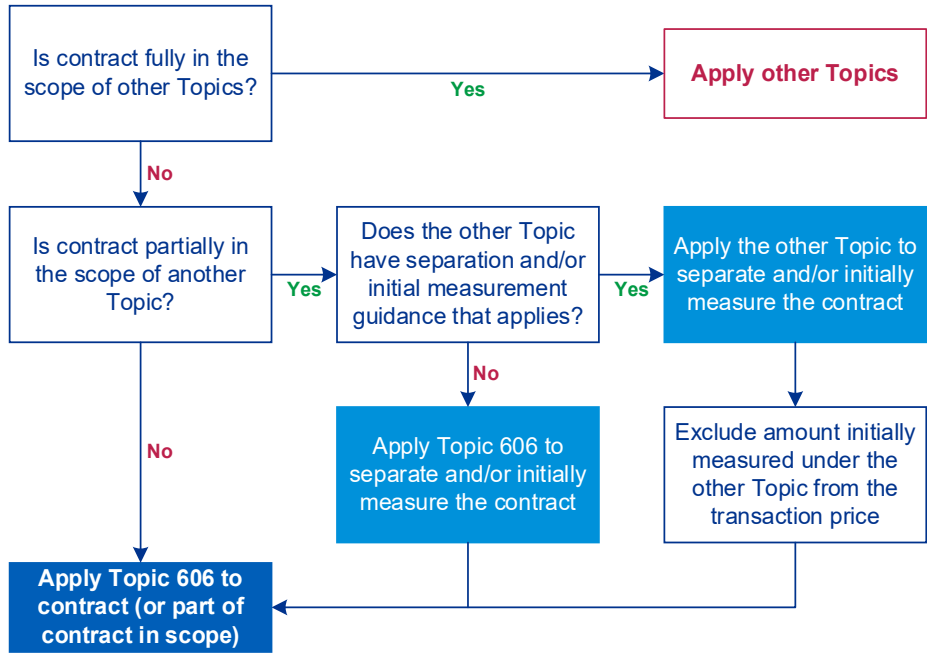 Is contract fully in the
scope of other Topics?
Yes
Apply other Topics
No
Is contract partially in
the scope of another
Topic?
Yes
Does the other Topic
have separation and/or
initial measurement
guidance that applies?
Yes
Apply the other Topic to
separate and/or initially
measure the contract
No
No
Apply Topic 606 to
separate and/or initially
measure the contract
Exclude amount initially
measured under the
other Topic from the
transaction price
Apply Topic 606 to
contract (or part of
contract in scope)